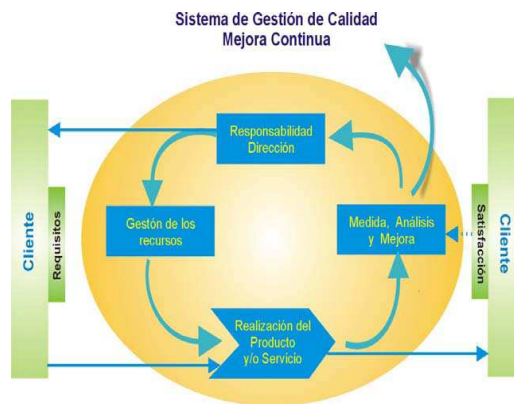 Sistema de Gestión de Calidad
Mejora Continua
Responsabilidad
Dirección
Cliente
Requisitos
Gestión de los
recursos
Medida, Análisis
y Mejora
Satisfacción
Cliente
Realización del
Producto
y/o Servicio